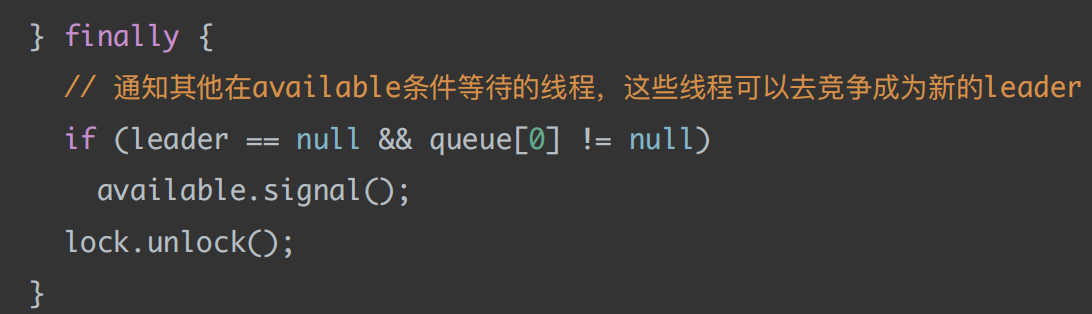 } finally {
// 通知其他在available条件等待的线程，这些线程可以去竞争成为新的leader
if (leader == null && queue[0] != null)
available.signal();
lock.unlock();
}